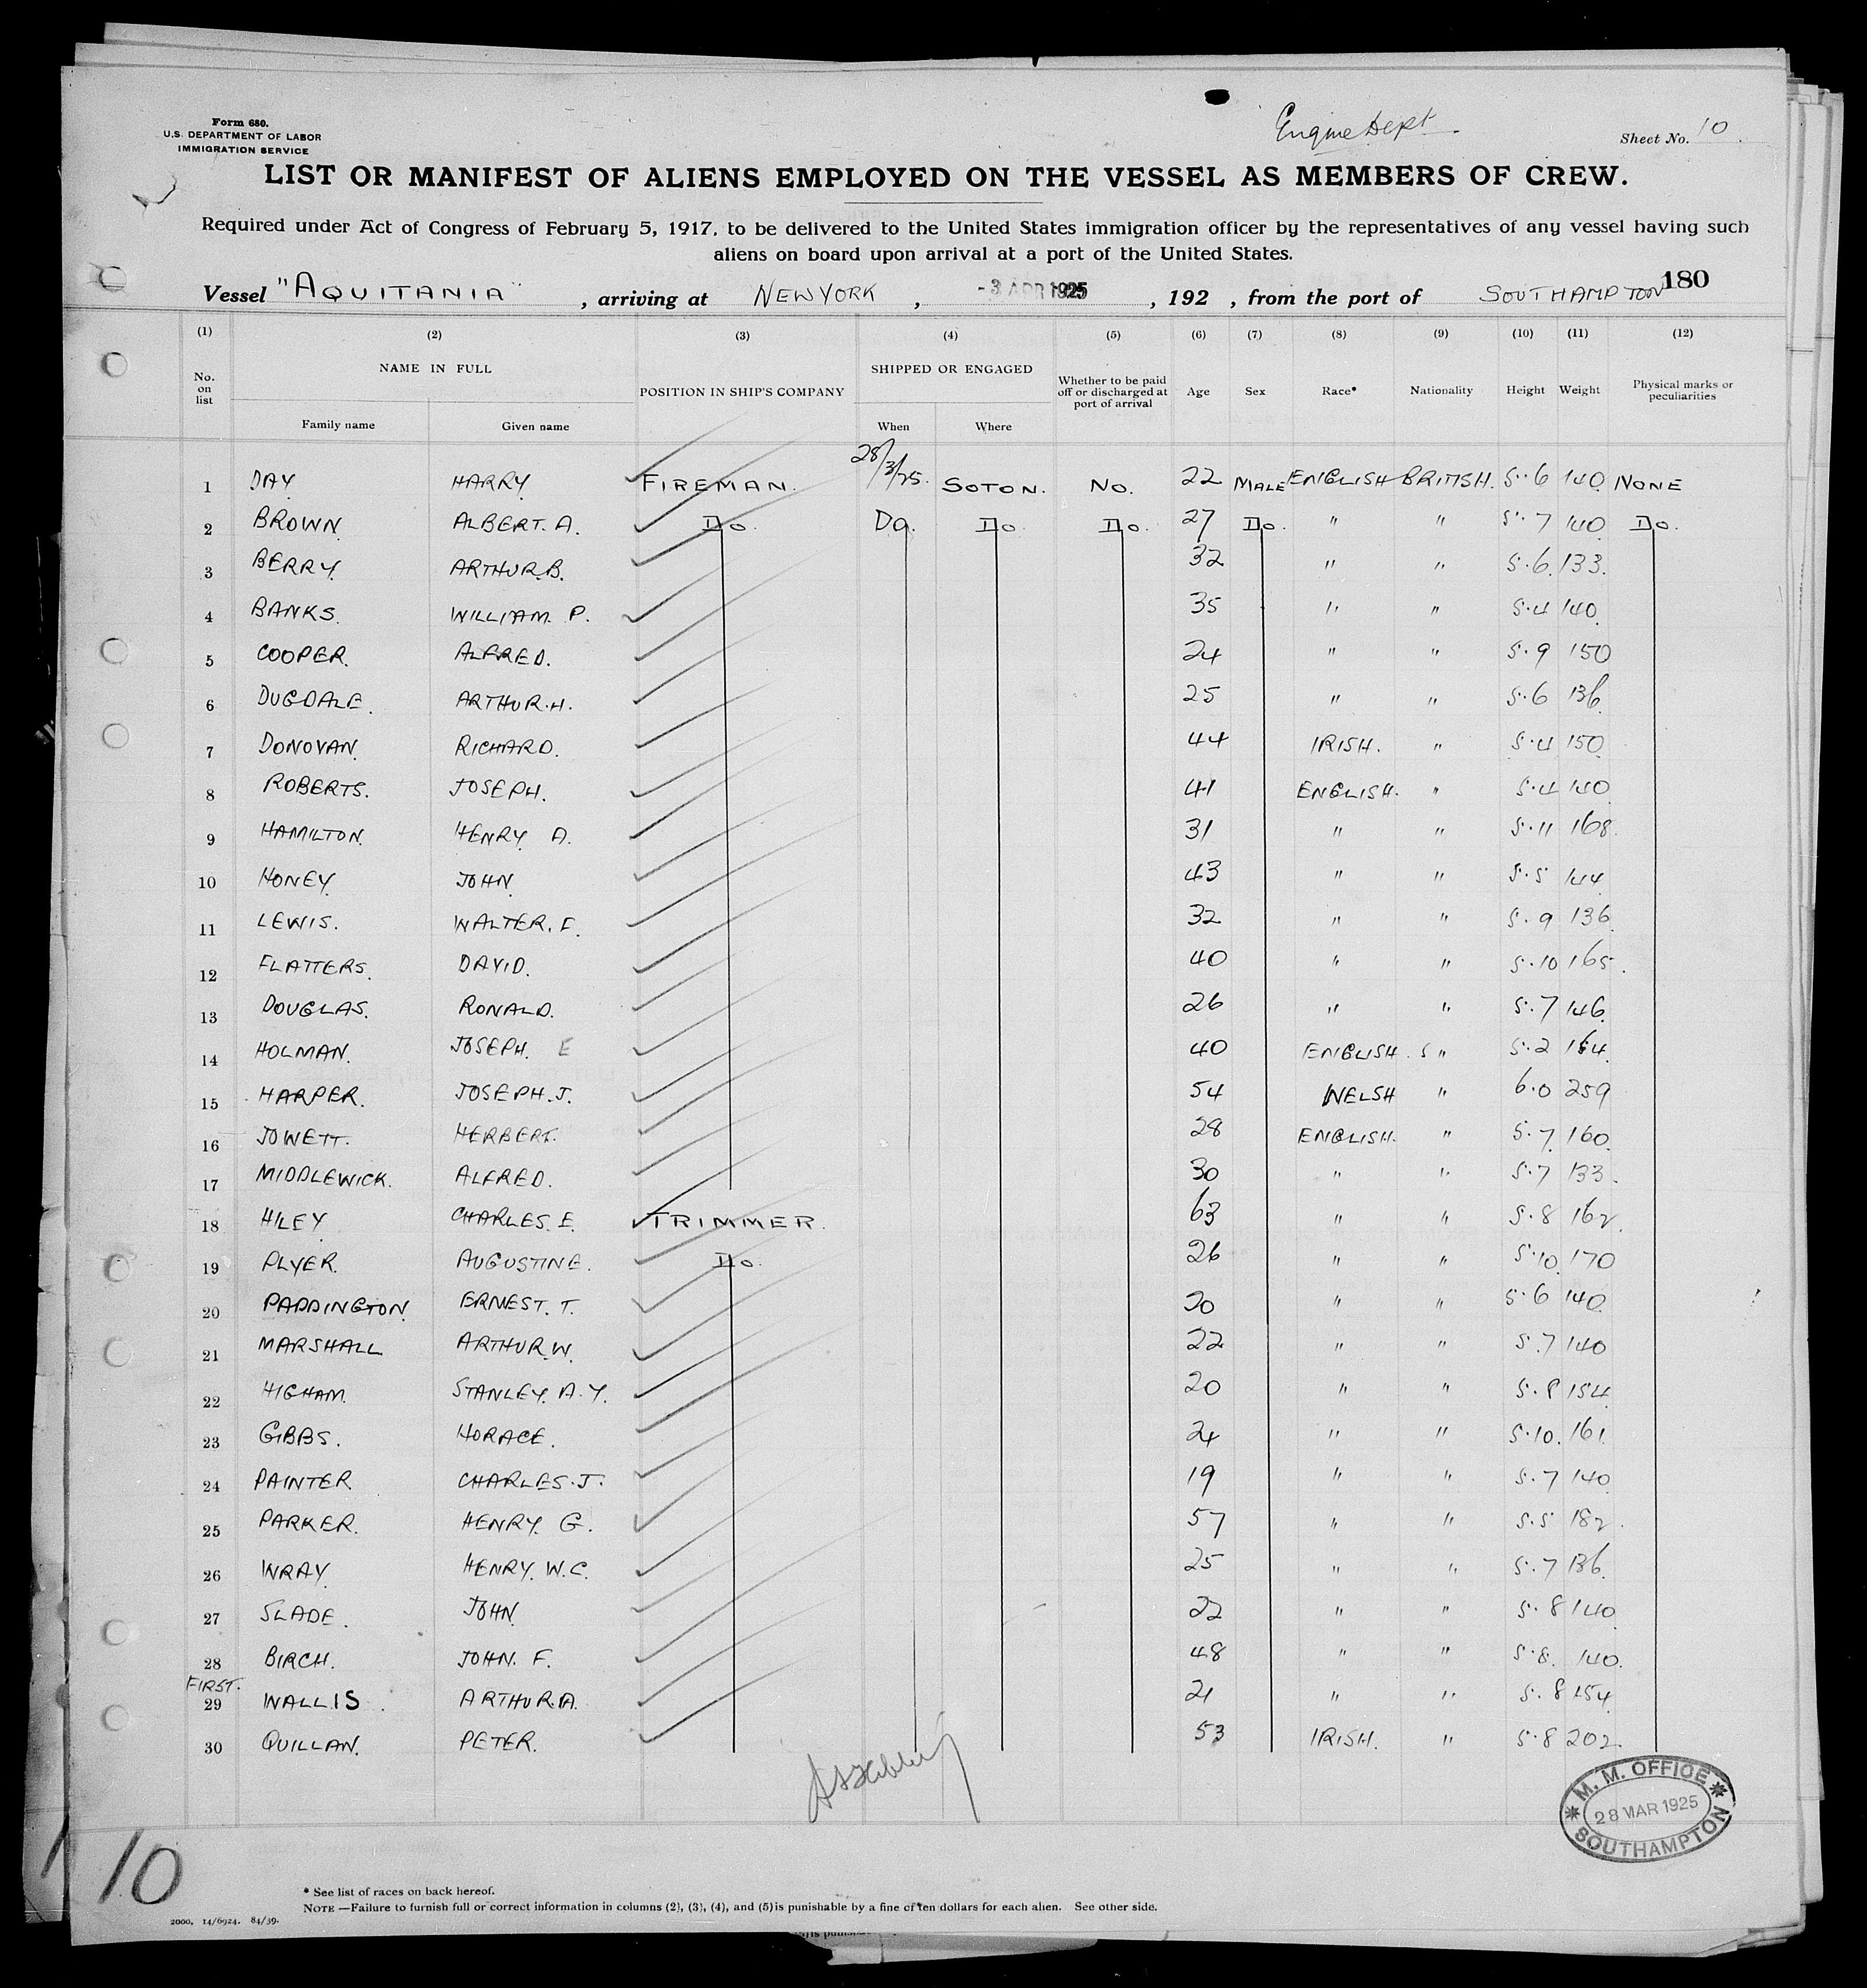 Form 680.
U.S. DEPARTMENT OF LABOR
IMMIGRATION SERVICE
Engine Dept.
Sheet No. 10
LIST OR MANIFEST OF ALIENS EMPLOYED ON THE VESSEL AS MEMBERS OF CREW.
Required under Act of Congress of February 5, 1917, to be delivered to the United States immigration officer by the representatives of any vessel having such
aliens on board upon arrival at a port of the United States.
180
Vessel "AQUITANIA", arriving at NEW YORK, -3 APR 1925, 192 , from the port of SOUTHAMPTON
(1) (2) (3) (4) (5) (6) (7) (8) (9) (10) (11) (12)
No. on list NAME IN FULL POSITION IN SHIP'S COMPANY SHIPPED OR ENGAGED Whether to be paid off or discharged at port of arrival Age Sex Race* Nationality Height Weight Physical marks or peculiarities
Family name Given name When Where
1 DAY HARRY FIREMAN. 28/3/25. SOTON. NO. 22 MALE ENGLISH BRITISH. 5.6 140 NONE
2 BROWN ALBERT. A. Do. Do. Do. Do. 27 Do. " " 5.7 140 Do.
3 BERRY ARTHUR.B. 32 " " 5.6. 133.
4 BANKS. WILLIAM P. 35 " " 5.4 140.
5 COOPER. ALFRED. 24 " " 5.9 150
6 DUGDALE. ARTHUR.H. 25 " " 5.6 136
7 DONOVAN. RICHARD. 44 IRISH. " 5.4 150
8 ROBERTS. JOSEPH. 41 ENGLISH. " 5.4 140
9 HAMILTON. HENRY A. 31 " " 5.11 168.
10 HONEY JOHN. 43 " " 5.5 144
11 LEWIS. WALTER. F. 32 " " 5.9 136
12 FLATTERS. DAVID. 40 " " 5.10 165.
13 DOUGLAS. RONALD. 26 " " 5.7 146.
14 HOLMAN. JOSEPH. E 40 ENGLISH. " 5.2 164.
15 HARPER. JOSEPH.J. 54 WELSH " 6.0 259
16 JOWETT. HERBERT. 28 ENGLISH. " 5.7. 160
17 MIDDLEWICK. ALFRED. 30 " " 5.7 133.
18 HILEY CHARLES. E. TRIMMER. 63 " " 5.8 162.
19 PLYER. AUGUSTINE. Do. 26 " " 5.10. 170
20 PADDINGTON. ERNEST. T. " " 5.6 140.
21 MARSHALL ARTHUR.W. 22 " " 5.7 140
22 HIGHAM. STANLEY. A.Y. 20 " " 5.8 154
23 GIBBS. HORACE. 24 " " 5.10. 161
24 PAINTER CHARLES.J. 19 " " 5.7 140
25 PARKER. HENRY. G. 57 " " 5.5 182.
26 WRAY HENRY. W.C. 25 " " 5.7 136.
27 SLADE. JOHN. 22 " " 5.8 140
28 BIRCH. JOHN. F. 48 " " 5.8. 140.
FIRST.
29 WALLIS. ARTHUR.A. 21 " " 5.8 154
30 QUILLAN. PETER. 53 IRISH. " 5.8 202.
M. M. OFFICE
28 MAR 1925
SOUTHAMPTON
10
* See list of races on back hereof.
NOTE —Failure to furnish full or correct information in columns (2), (3), (4), and (5) is punishable by a fine of ten dollars for each alien. See other side.
2000. 14/6924. 84/39.